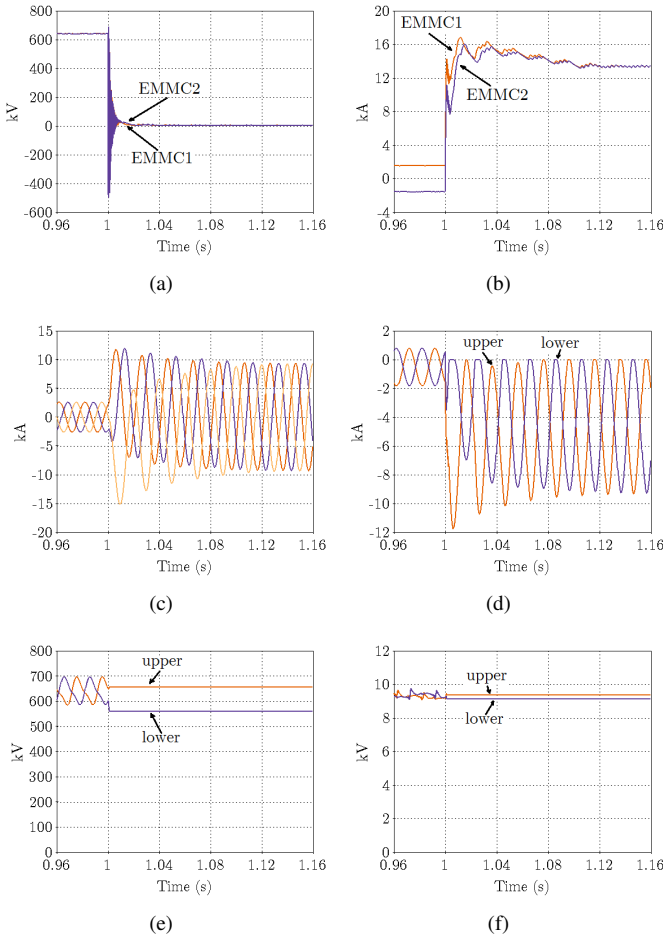 800
600
400
200
0
-200
-400
-600
kV
EMMC2
EMMC1
0.96
1
1.04
1.08
1.12
1.16
Time (s)
(a)
20
16
12
8
4
0
-4
kA
EMMC1
EMMC2
0.96
1
1.04
1.08
1.12
1.16
Time (s)
(b)
15
10
5
0
-5
-10
-15
-20
kA
0.96
1
1.04
1.08
1.12
1.16
Time (s)
(c)
2
0
-2
-4
-6
-8
-10
-12
kA
upper
lower
0.96
1
1.04
1.08
1.12
1.16
Time (s)
(d)
800
700
600
500
400
300
200
100
0
kV
upper
lower
0.96
1
1.04
1.08
1.12
1.16
Time (s)
(e)
12
10
8
6
4
2
0
kV
upper
lower
0.96
1
1.04
1.08
1.12
1.16
Time (s)
(f)